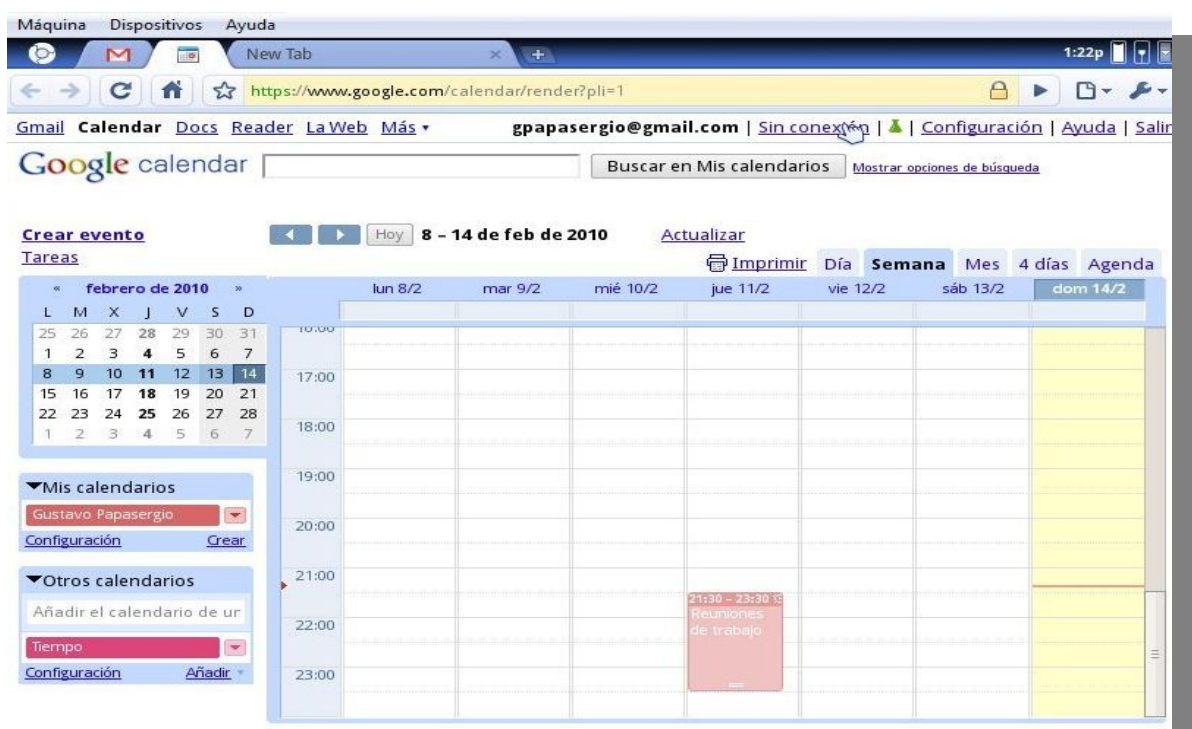 Máquina Dispositivos Ayuda
New Tab × + 1:22p
https://www.google.com/calendar/render?pli=1
Gmail Calendar Docs Reader La Web Más gpapasergio@gmail.com | Sin conexión | Configuración | Ayuda | Salir
Google calendar Buscar en Mis calendarios Mostrar opciones de búsqueda
Crear evento Hoy 8 – 14 de feb de 2010 Actualizar
Tareas Imprimir Día Semana Mes 4 días Agenda
« febrero de 2010 » lun 8/2 mar 9/2 mié 10/2 jue 11/2 vie 12/2 sáb 13/2 dom 14/2
L M X J V S D
25 26 27 28 29 30 31
1 2 3 4 5 6 7
8 9 10 11 12 13 14
15 16 17 18 19 20 21
22 23 24 25 26 27 28
1 2 3 4 5 6 7
Mis calendarios
Gustavo Papasergio
Configuración Crear
Otros calendarios
Añadir el calendario de
Tiempo
Configuración Añadir
16:00
17:00
18:00
19:00
20:00
21:00
22:00
23:00
21:30 – 23:30
Reuniones
de trabajo